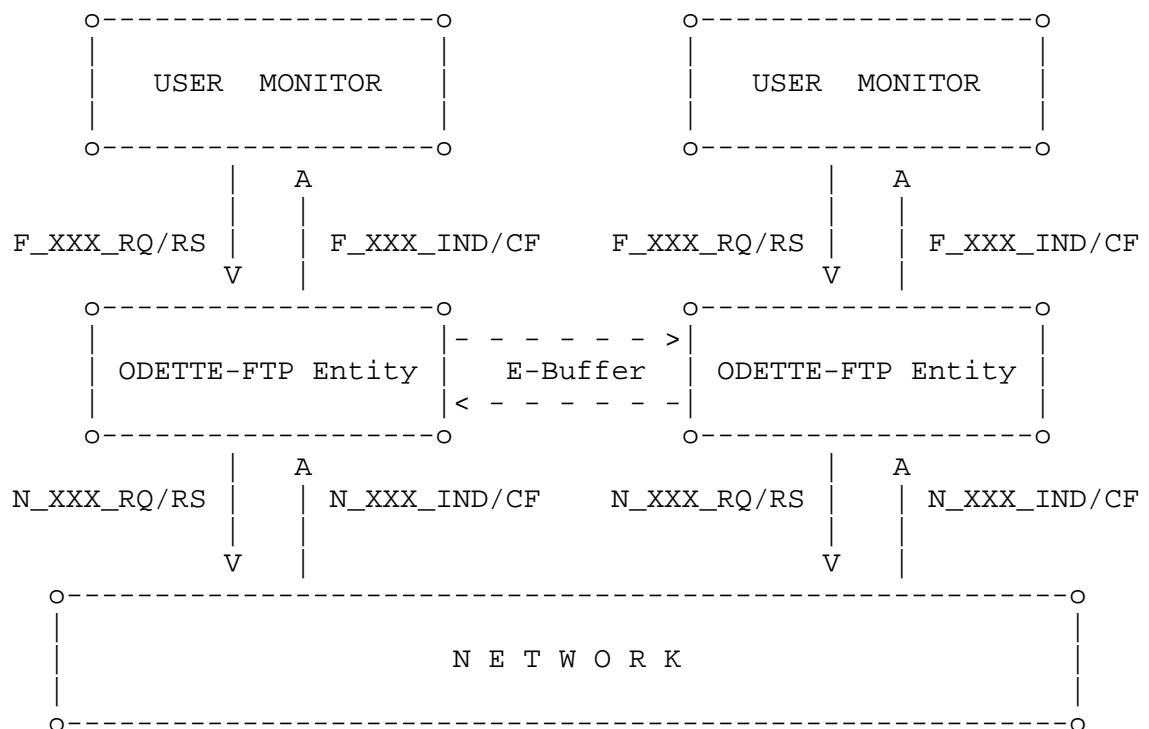 USER MONITOR USER MONITOR
A A
F_XXX_RQ/RS F_XXX_IND/CF F_XXX_RQ/RS F_XXX_IND/CF
V V
ODETTE-FTP Entity E-Buffer ODETTE-FTP Entity
A A
N_XXX_RQ/RS N_XXX_IND/CF N_XXX_RQ/RS N_XXX_IND/CF
V V
N E T W O R K